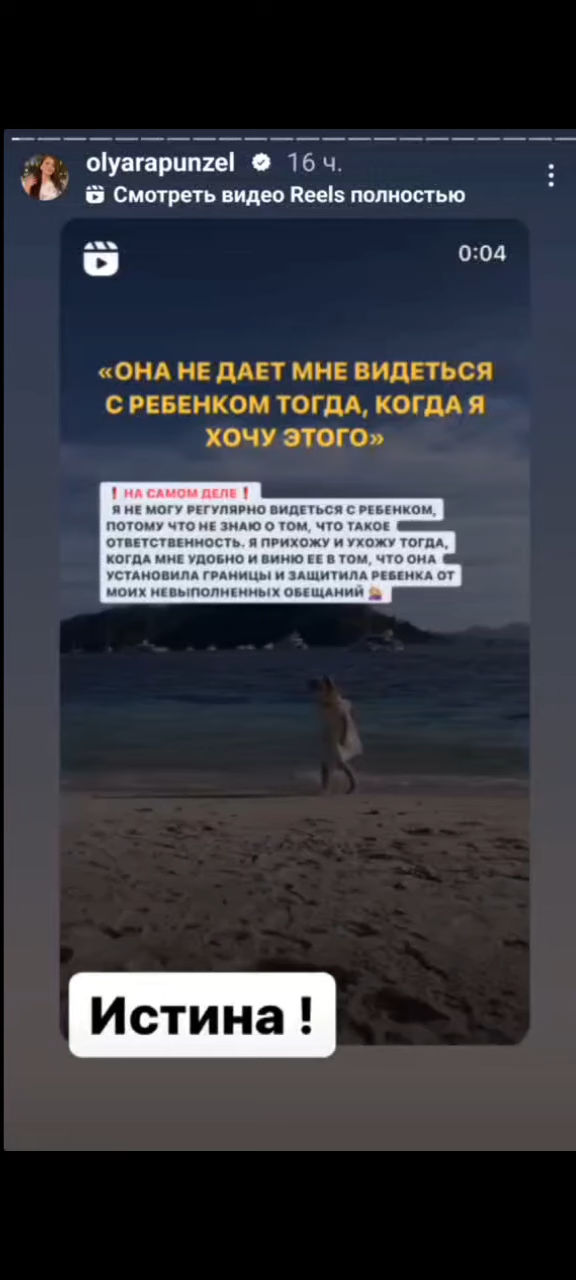 olyarapunzel 16 ч.
Смотреть видео Reels полностью
0:04
«ОНА НЕ ДАЕТ МНЕ ВИДЕТЬСЯ
С РЕБЕНКОМ ТОГДА, КОГДА Я
ХОЧУ ЭТОГО»
❗НА САМОМ ДЕЛЕ❗
Я НЕ МОГУ РЕГУЛЯРНО ВИДЕТЬСЯ С РЕБЕНКОМ,
ПОТОМУ ЧТО НЕ ЗНАЮ О ТОМ, ЧТО ТАКОЕ
ОТВЕТСТВЕННОСТЬ. Я ПРИХОЖУ И УХОЖУ ТОГДА,
КОГДА МНЕ УДОБНО И ВИНЮ ЕЕ В ТОМ, ЧТО ОНА
УСТАНОВИЛА ГРАНИЦЫ И ЗАЩИТИЛА РЕБЕНКА ОТ
МОИХ НЕВЫПОЛНЕННЫХ ОБЕЩАНИЙ 🤷‍♀️
Истина !